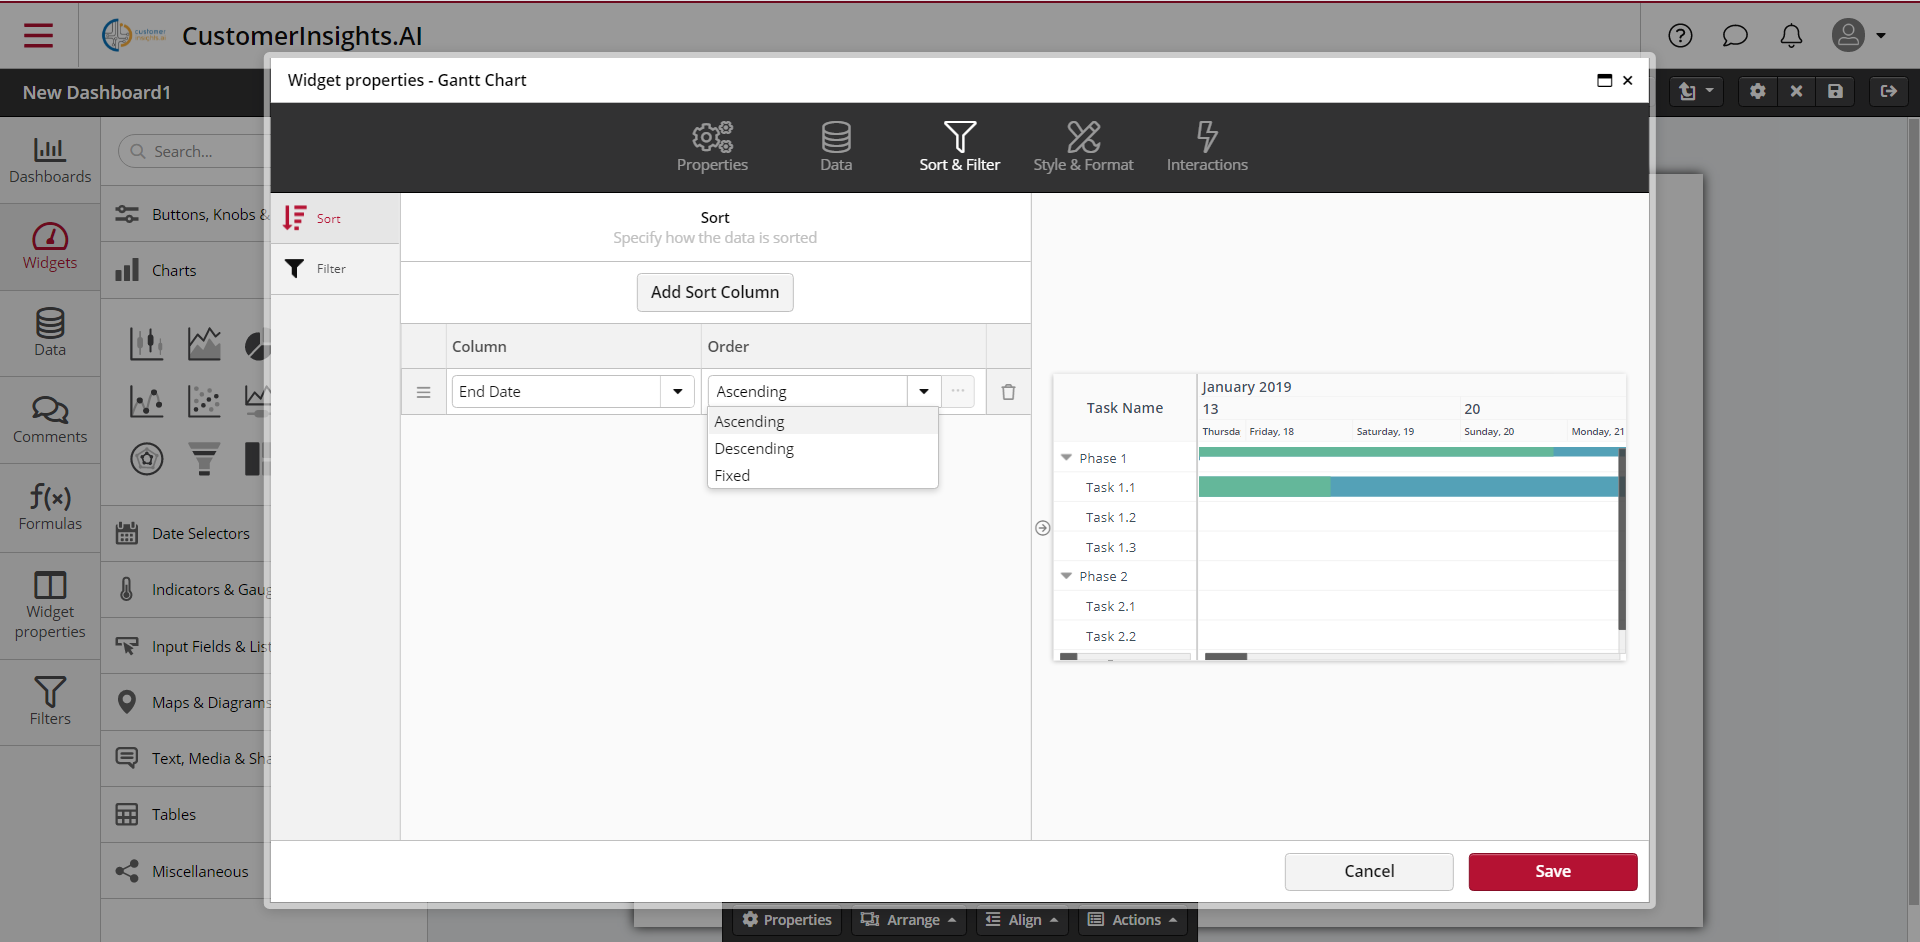 customer
insights.ai
CustomerInsights.AI
New Dashboard1
Widget properties - Gantt Chart
Properties
Data
Sort & Filter
Style & Format
Interactions
Dashboards
Widgets
Data
Comments
Formulas
f(x)
Widget
properties
Filters
Search...
Buttons, Knobs &
Charts
Date Selectors
Indicators & Gaug
Input Fields & List
Maps & Diagrams
Text, Media & Sha
Tables
Miscellaneous
Sort
Filter
Sort
Specify how the data is sorted
Add Sort Column
Column
Order
End Date
Ascending
...
Ascending
Descending
Fixed
Task Name
January 2019
13
20
Thursda
Friday, 18
Saturday, 19
Sunday, 20
Monday, 21
Phase 1
Task 1.1
Task 1.2
Task 1.3
Phase 2
Task 2.1
Task 2.2
Cancel
Save
Properties
Arrange
Align
Actions